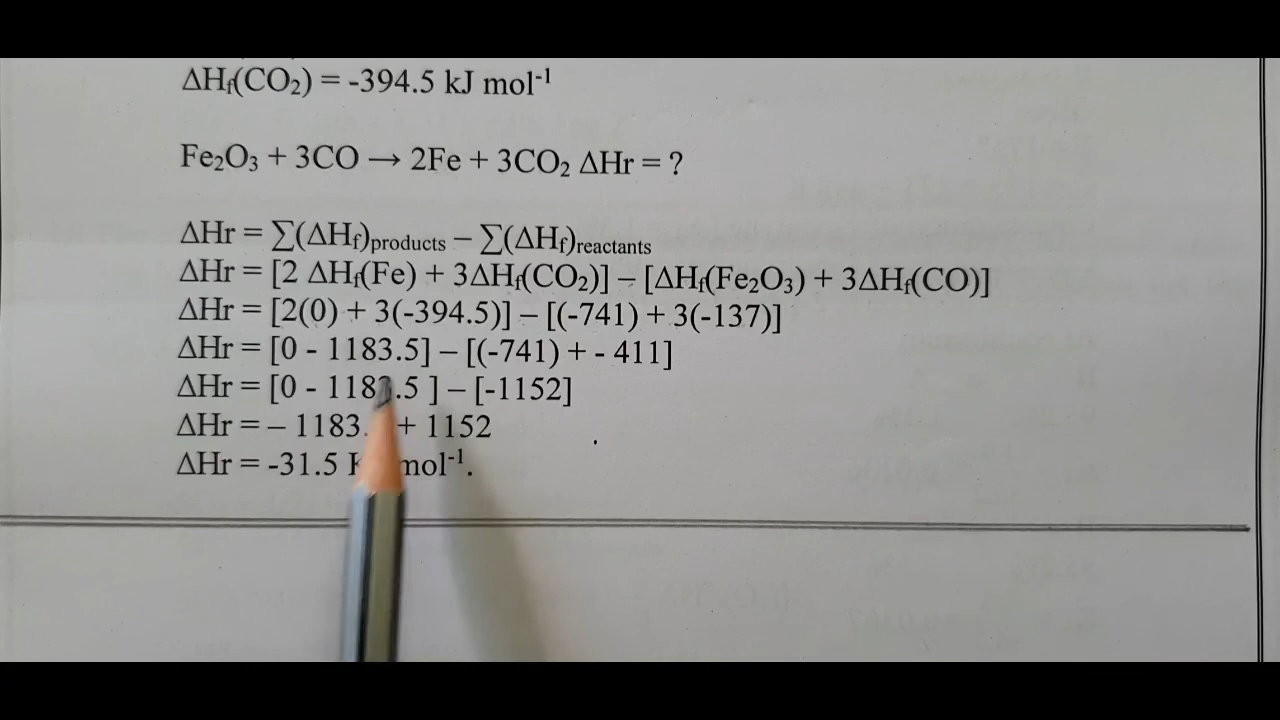 ΔHf(CO₂) = -394.5 kJ mol⁻¹
Fe₂O₃ + 3CO → 2Fe + 3CO₂ ΔHr = ?
ΔHr = ∑(ΔHf)products – ∑(ΔHf)reactants
ΔHr = [2 ΔHf(Fe) + 3ΔHf(CO₂)] – [ΔHf(Fe₂O₃) + 3ΔHf(CO)]
ΔHr = [2(0) + 3(-394.5)] – [(-741) + 3(-137)]
ΔHr = [0 - 1183.5] – [(-741) + - 411]
ΔHr = [0 - 1183.5 ] – [-1152]
ΔHr = – 1183. + 1152
ΔHr = -31.5 mol⁻¹.